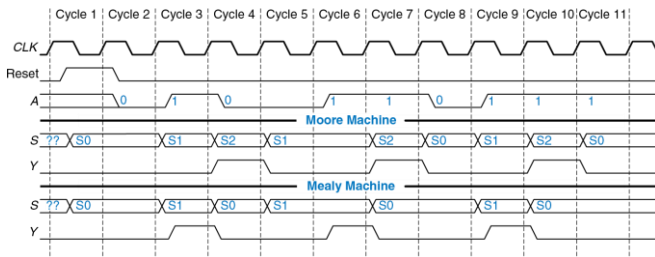 Cycle 1 Cycle 2 Cycle 3 Cycle 4 Cycle 5 Cycle 6 Cycle 7 Cycle 8 Cycle 9 Cycle 10 Cycle 11
CLK
Reset
A 0 1 0 1 1 0 1 1 1
Moore Machine
S ?? S0 S1 S2 S1 S2 S0 S1 S2 S0
Y
Mealy Machine
S ?? S0 S1 S0 S1 S0 S1 S0
Y